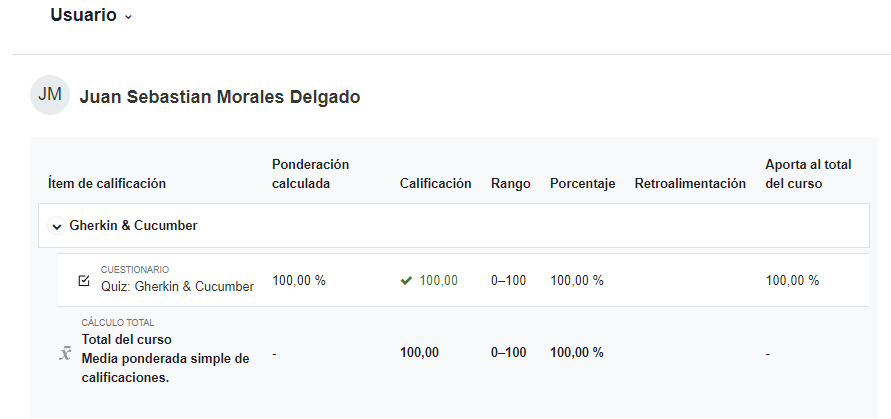 Usuario
JM
Juan Sebastian Morales Delgado
Ítem de calificación
Ponderación
calculada
Calificación
Rango
Porcentaje
Retroalimentación
Aporta al total
del curso
Gherkin & Cucumber
CUESTIONARIO
Quiz: Gherkin & Cucumber
100,00 %
100,00
0–100
100,00 %
100,00 %
CÁLCULO TOTAL
Total del curso
Media ponderada simple de
calificaciones.
-
100,00
0–100
100,00 %
-